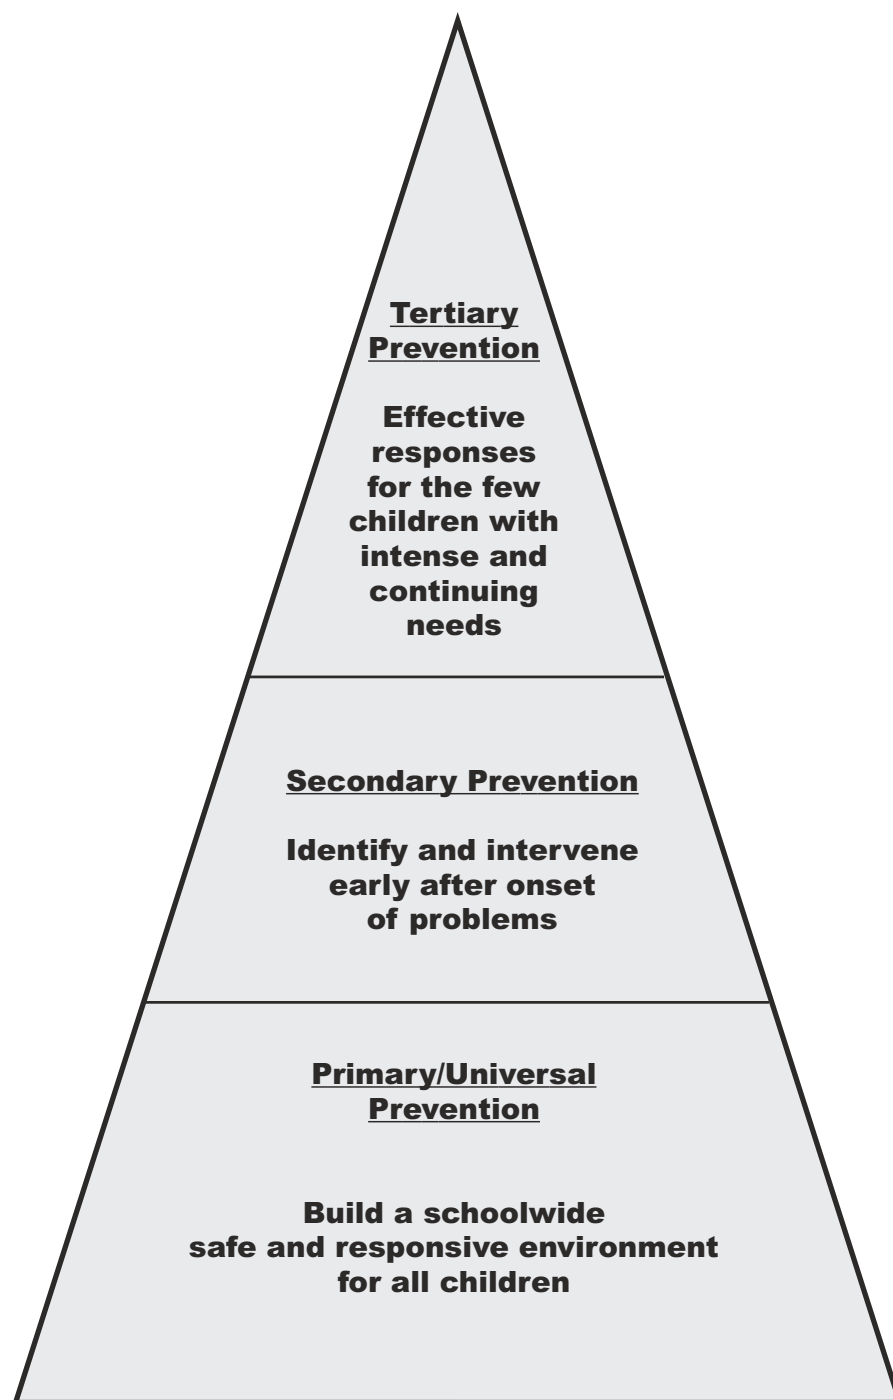 Tertiary
Prevention
Effective
responses
for the few
children with
intense and
continuing
needs
Secondary Prevention
Identify and intervene
early after onset
of problems
Primary/Universal
Prevention
Build a schoolwide
safe and responsive environment
for all children